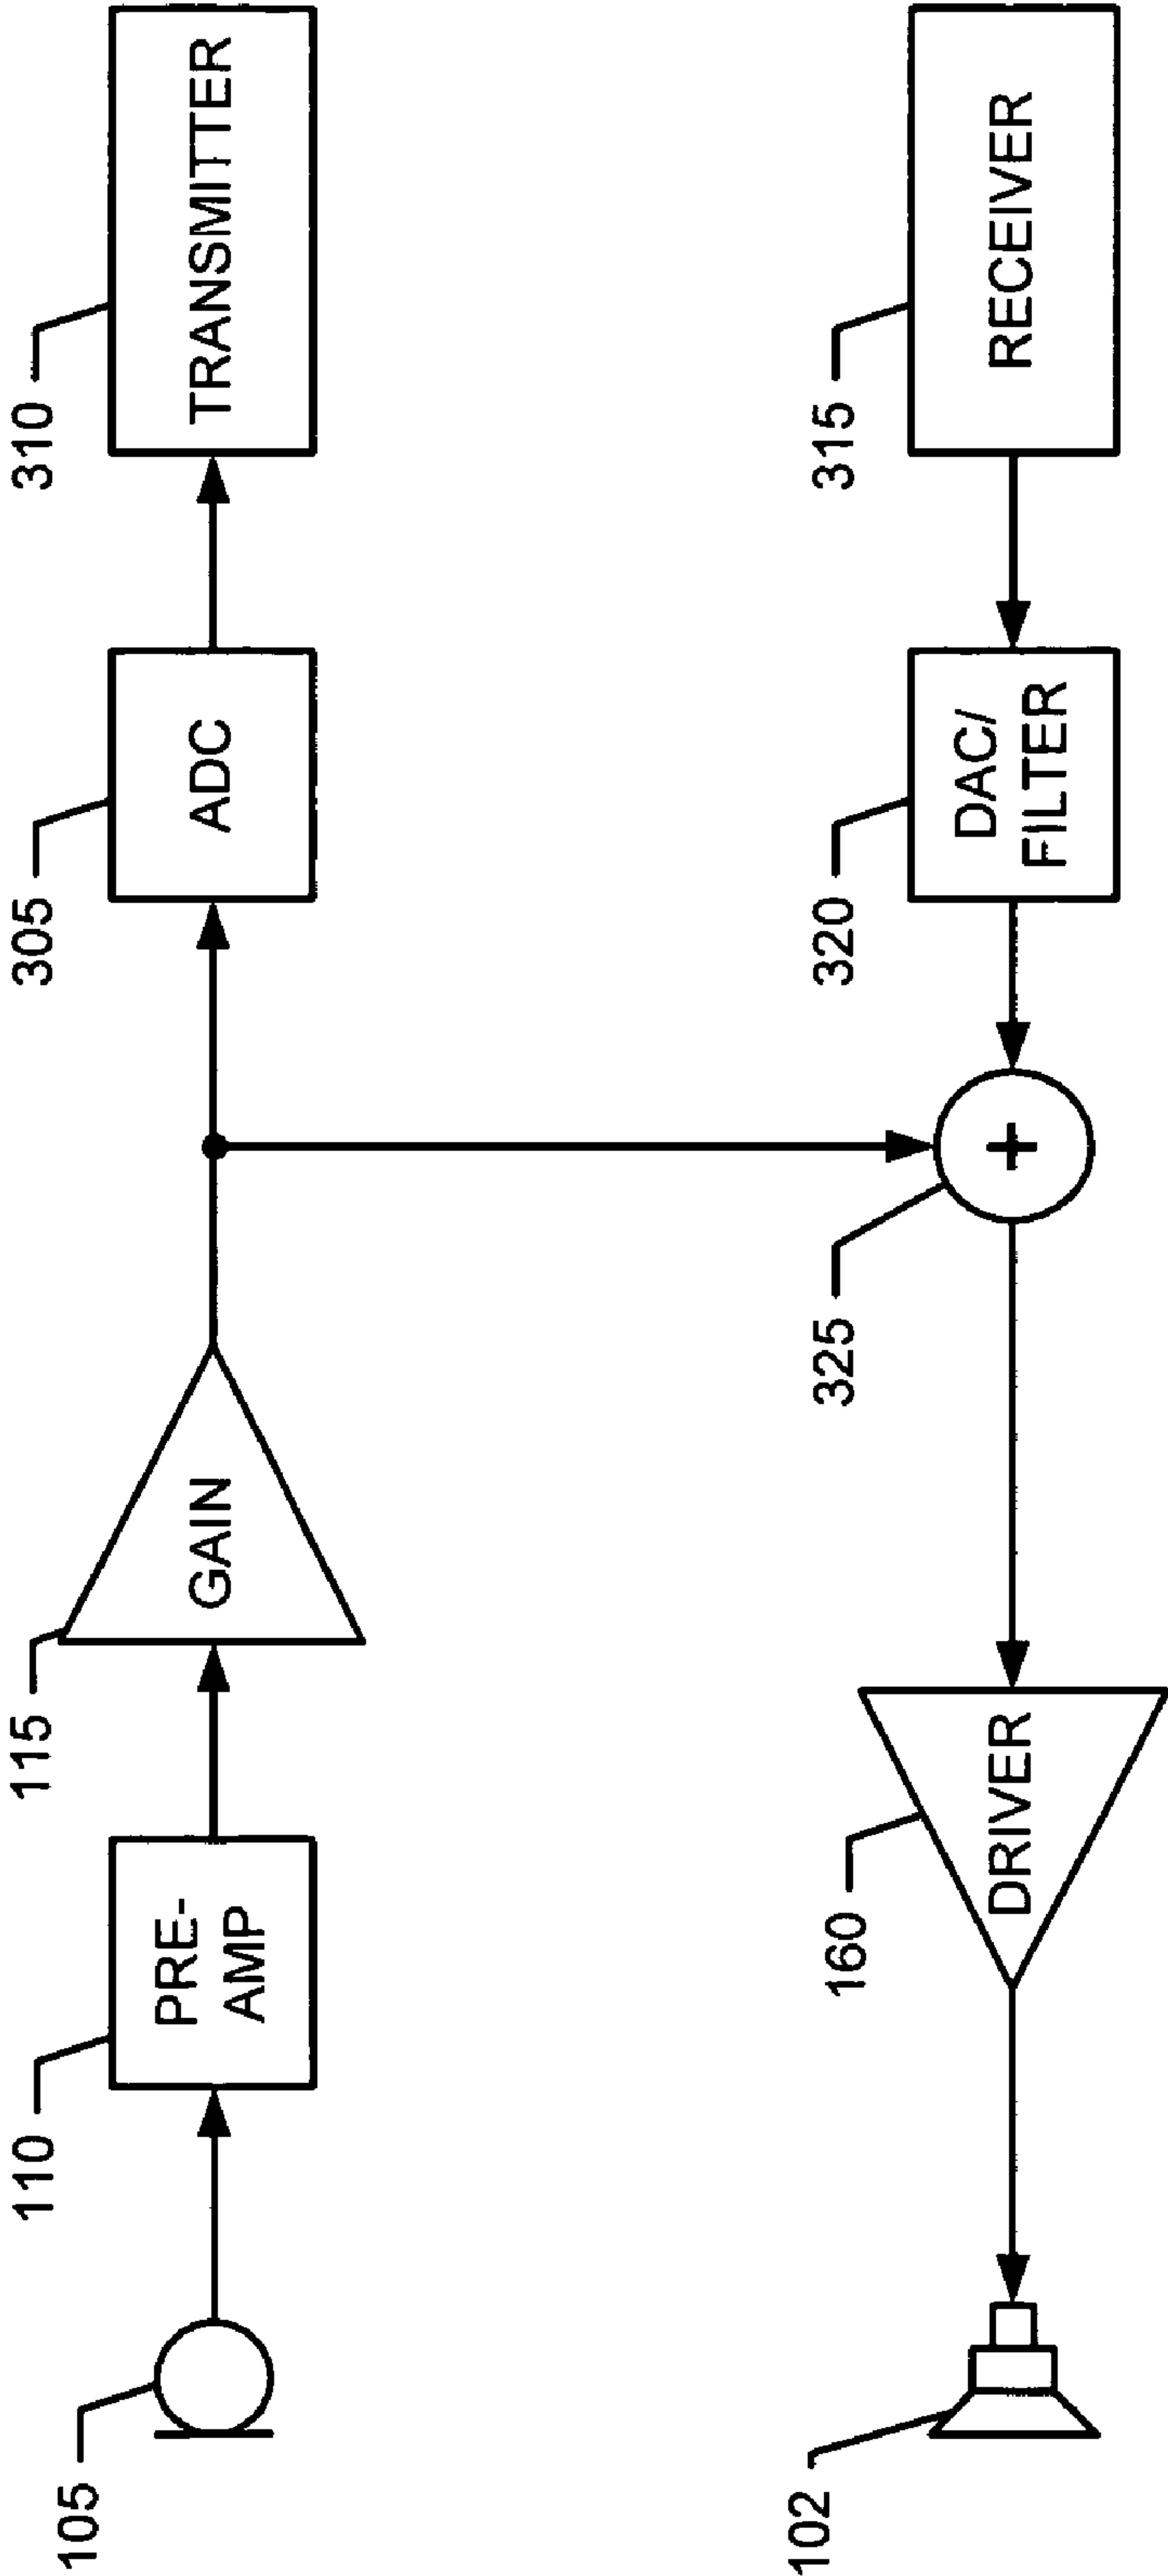 105
110
PRE-
AMP
115
GAIN
305
ADC
310
TRANSMITTER
102
160
DRIVER
325
+
320
DAC/
FILTER
315
RECEIVER